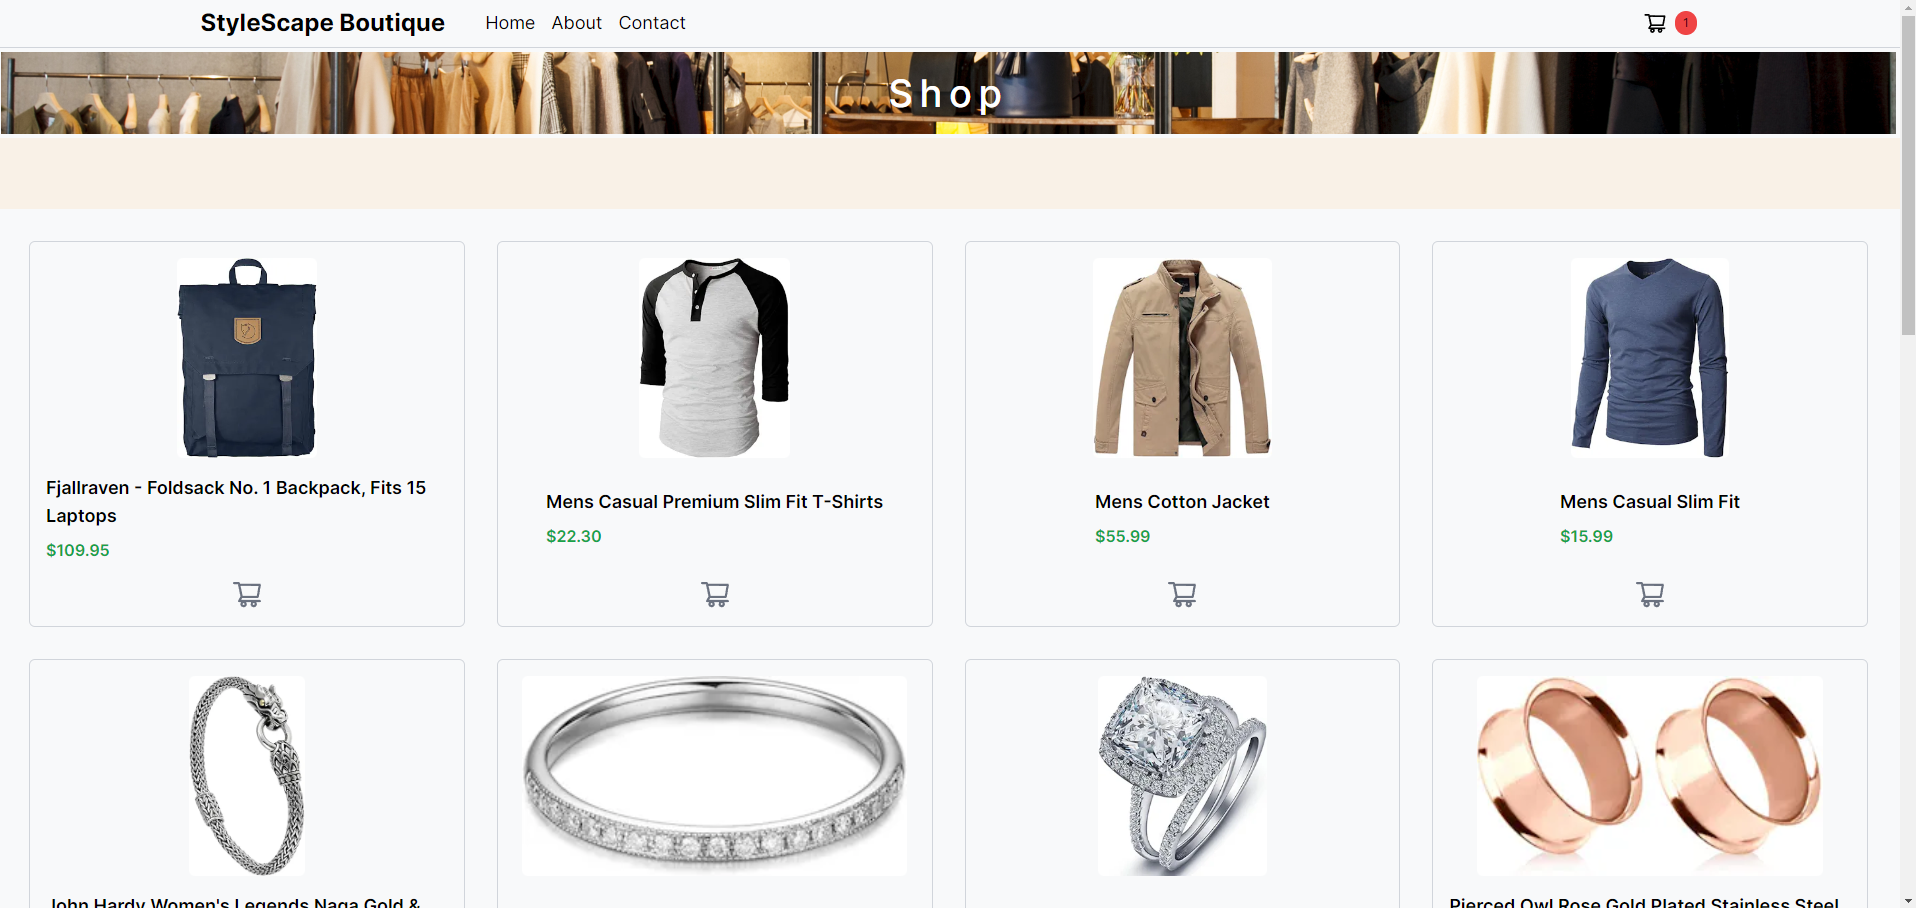 StyleScape Boutique Home About Contact 1
Shop
Fjallraven - Foldsack No. 1 Backpack, Fits 15
Laptops
$109.95
Mens Casual Premium Slim Fit T-Shirts
$22.30
Mens Cotton Jacket
$55.99
Mens Casual Slim Fit
$15.99
John Hardy Women's Legends Naga Gold &
Pierced Owl Rose Gold Plated Stainless Steel